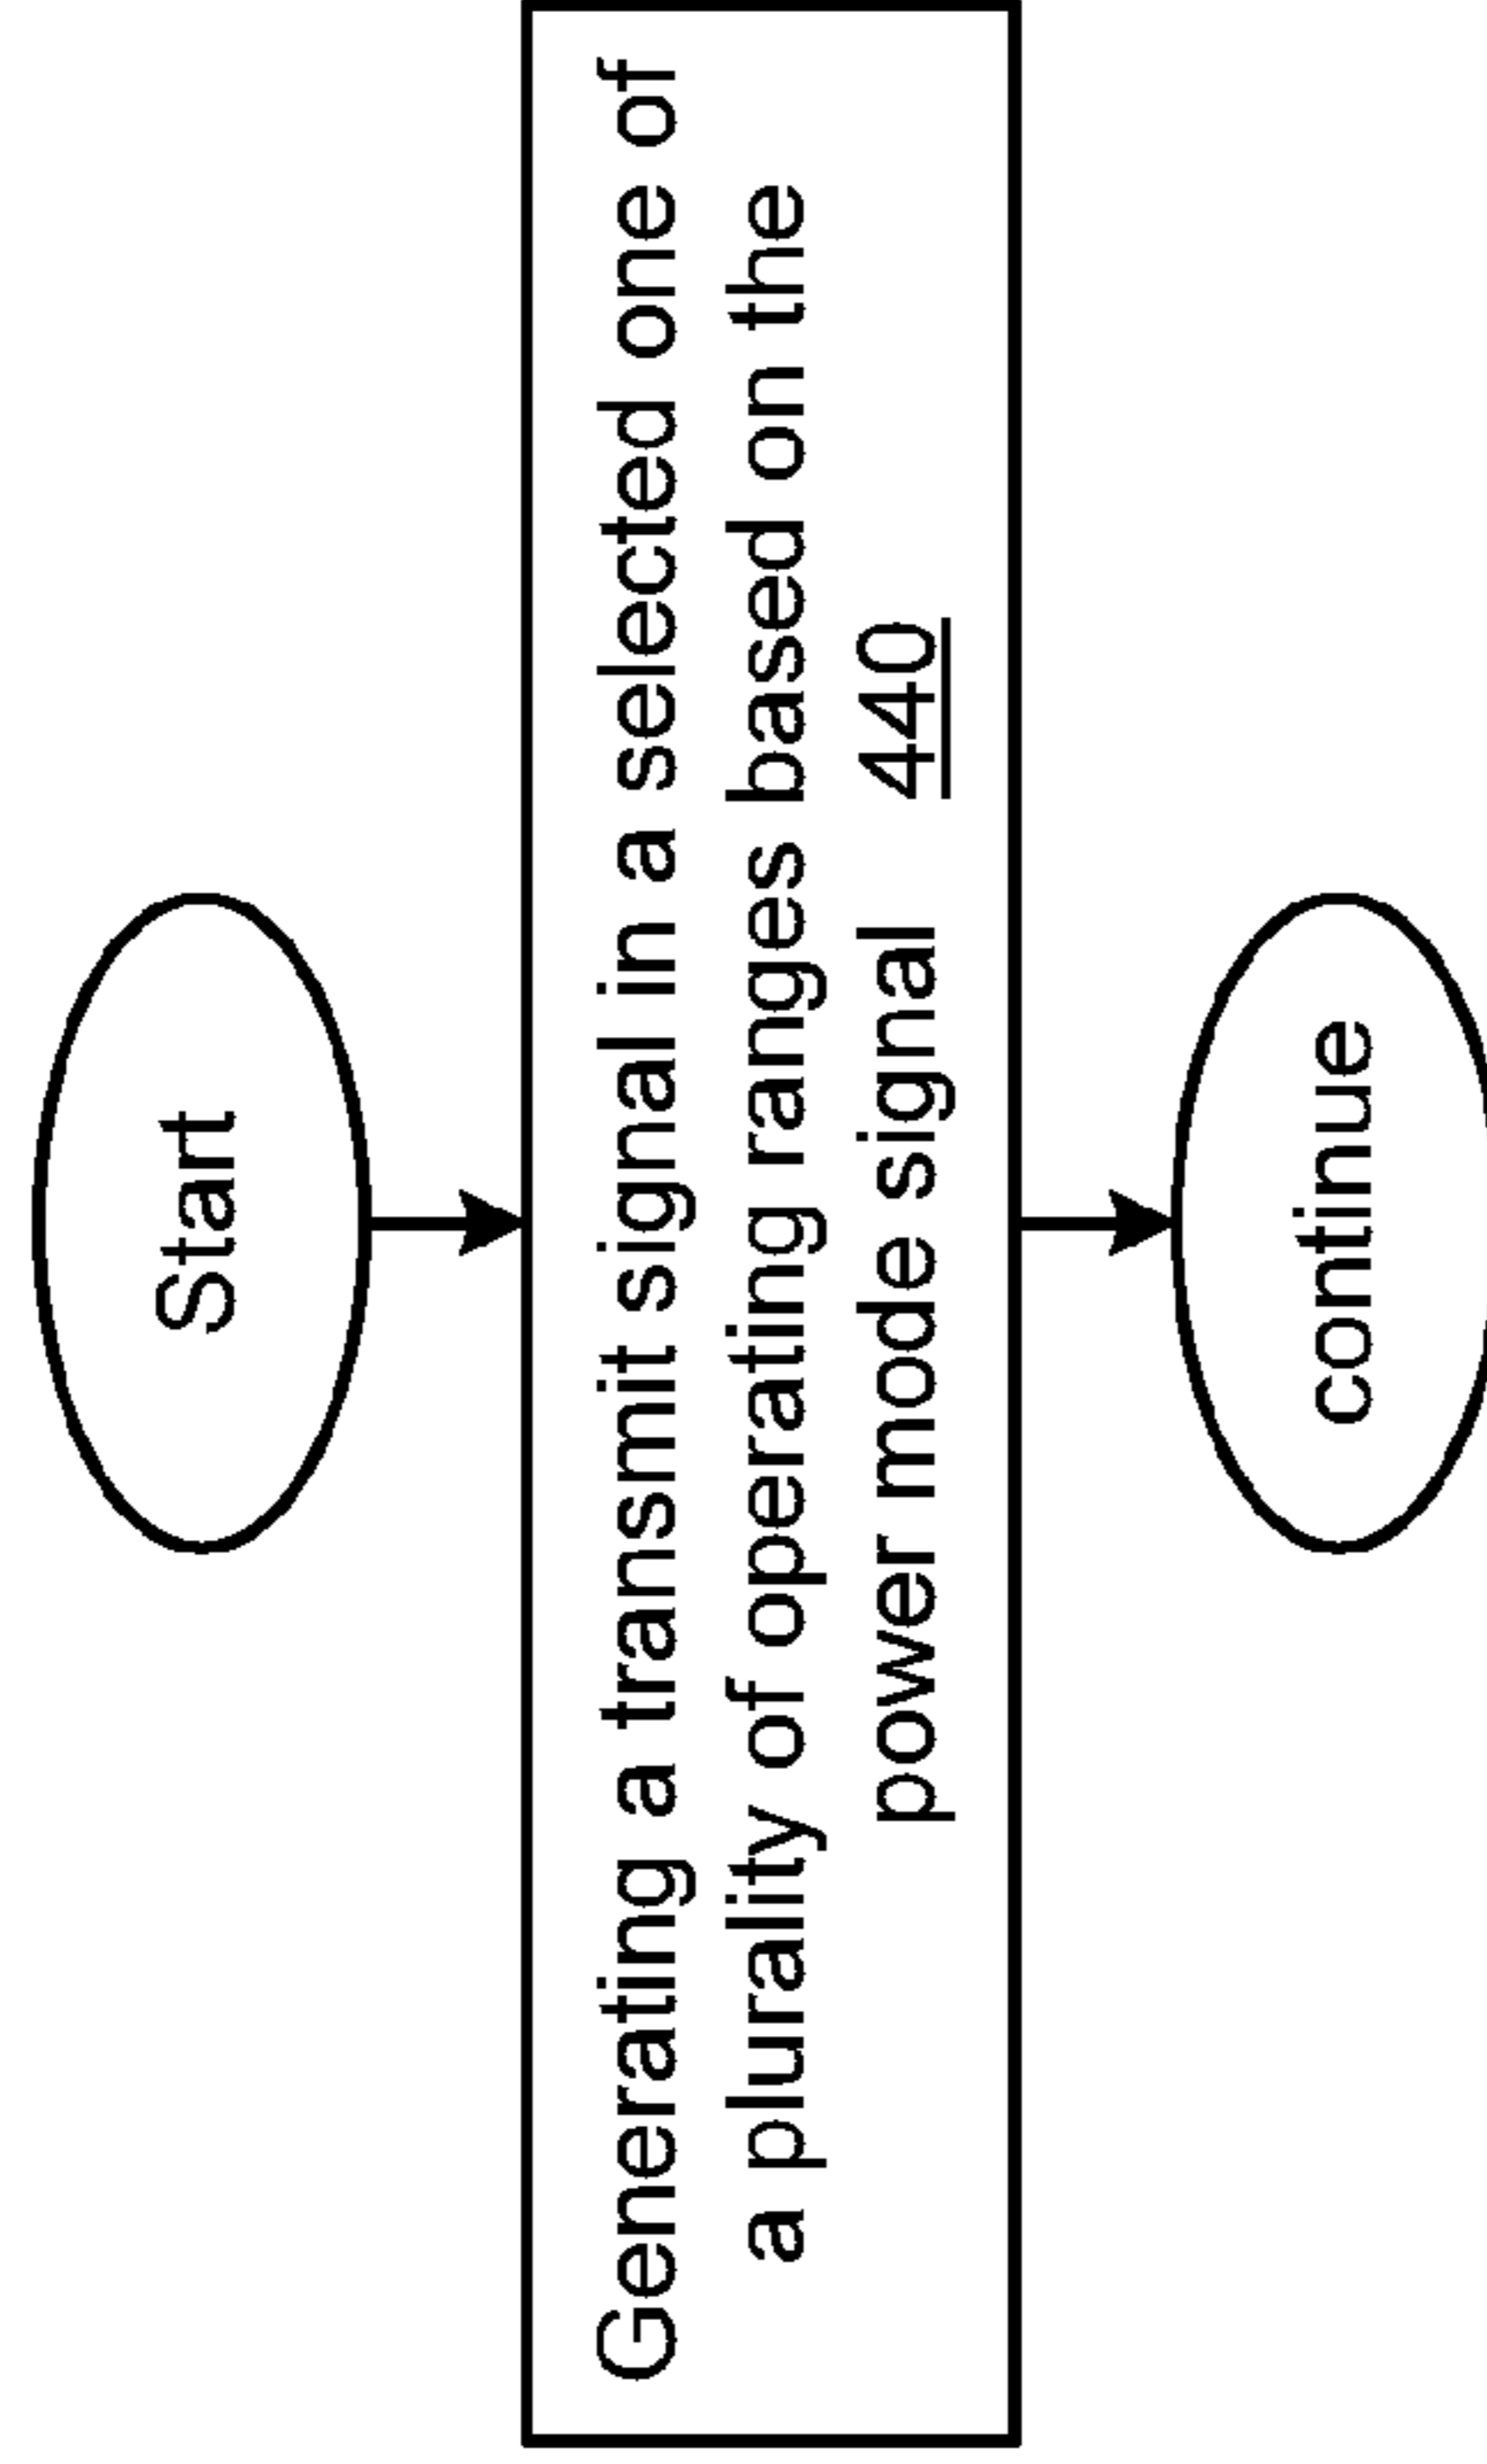 Start
Generating a transmit signal in a selected one of
a plurality of operating ranges based on the
power mode signal 440
continue